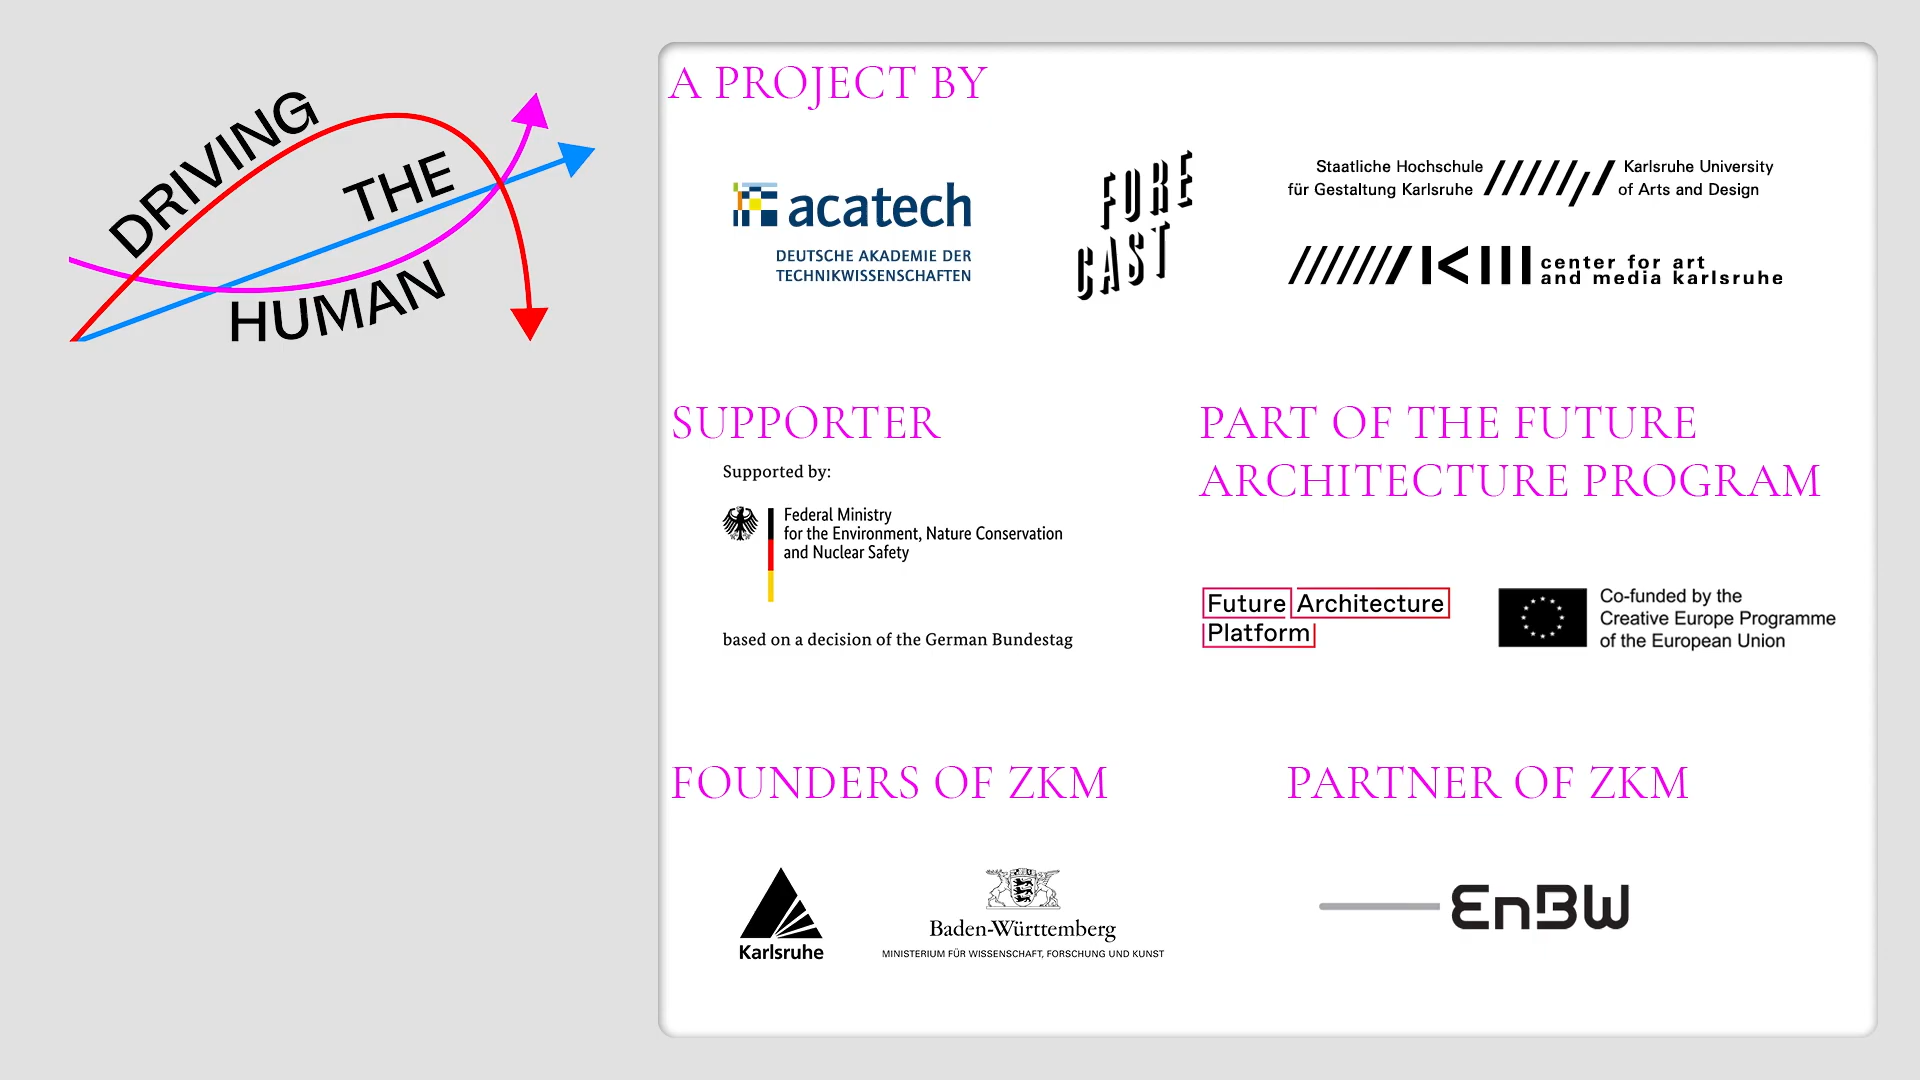 DRIVING
THE
HUMAN
A PROJECT BY
acatech
DEUTSCHE AKADEMIE DER
TECHNIKWISSENSCHAFTEN
FORE
CAST
Staatliche Hochschule
für Gestaltung Karlsruhe
Karlsruhe University
of Arts and Design
center for art
and media karlsruhe
SUPPORTER
Supported by:
Federal Ministry
for the Environment, Nature Conservation
and Nuclear Safety
based on a decision of the German Bundestag
PART OF THE FUTURE
ARCHITECTURE PROGRAM
Future Architecture
Platform
Co-funded by the
Creative Europe Programme
of the European Union
FOUNDERS OF ZKM
Karlsruhe
Baden-Württemberg
MINISTERIUM FÜR WISSENSCHAFT, FORSCHUNG UND KUNST
PARTNER OF ZKM
EnBW